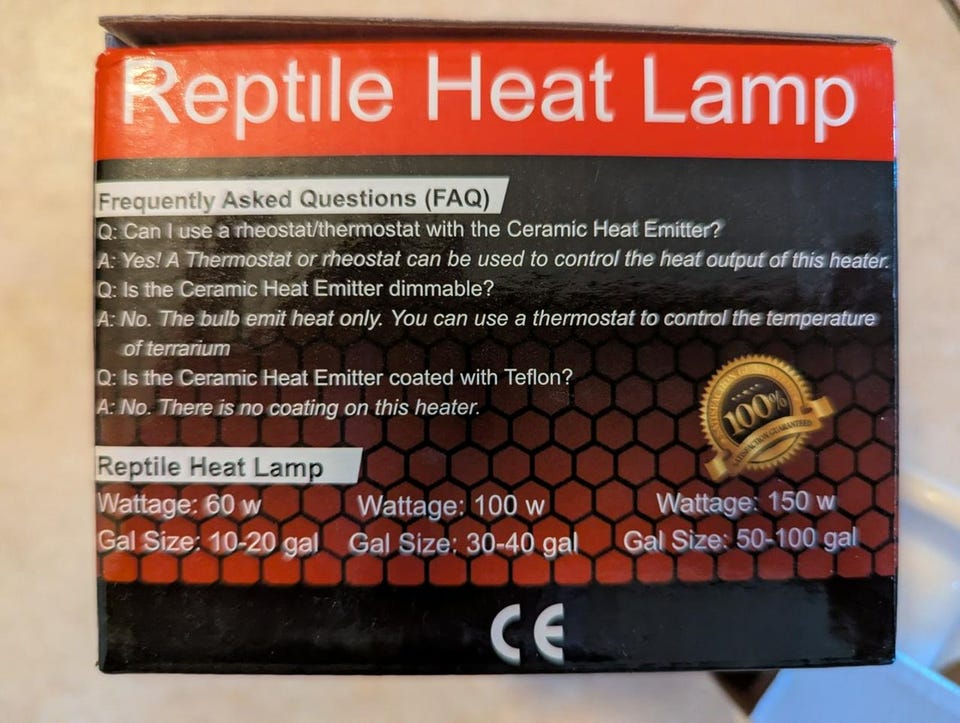 Reptile Heat Lamp
Frequently Asked Questions (FAQ)
Q: Can I use a rheostat/thermostat with the Ceramic Heat Emitter?
A: Yes! A Thermostat or rheostat can be used to control the heat output of this heater.
Q: Is the Ceramic Heat Emitter dimmable?
A: No. The bulb emit heat only. You can use a thermostat to control the temperature
of terrarium
Q: Is the Ceramic Heat Emitter coated with Teflon?
A: No. There is no coating on this heater.
100%
SATISFACTION GUARANTEED
Reptile Heat Lamp
Wattage: 60 w Wattage: 100 w Wattage: 150 w
Gal Size: 10-20 gal Gal Size: 30-40 gal Gal Size: 50-100 gal
CE